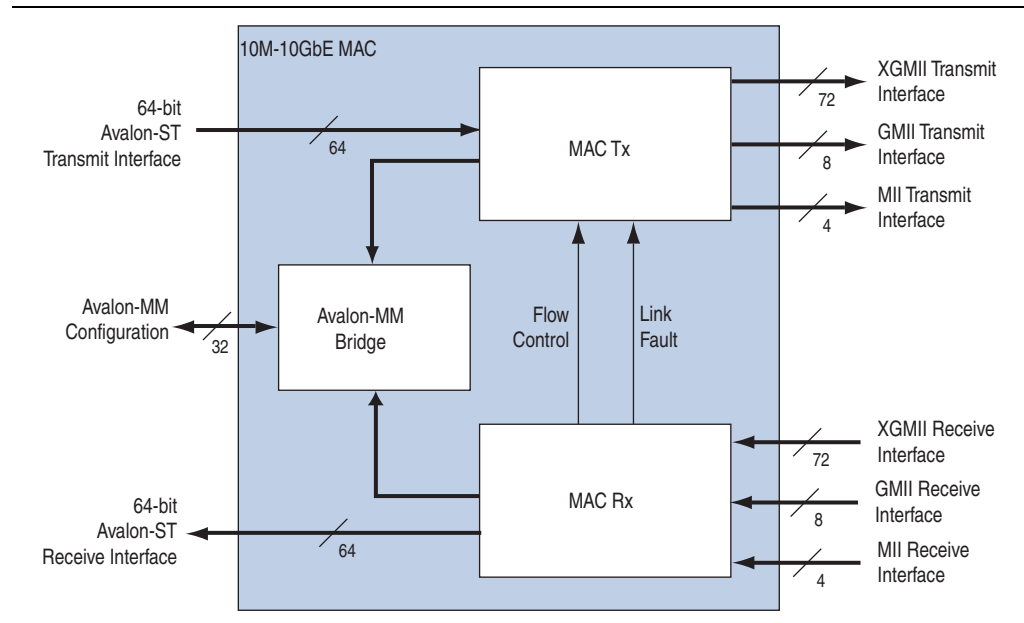 10M-10GbE MAC
64-bit
Avalon-ST
Transmit Interface
64
MAC Tx
XGMII Transmit
Interface
72
GMII Transmit
Interface
8
MII Transmit
Interface
4
Avalon-MM
Configuration
32
Avalon-MM
Bridge
Flow
Control
Link
Fault
64-bit
Avalon-ST
Receive Interface
64
MAC Rx
XGMII Receive
Interface
72
GMII Receive
Interface
8
MII Receive
Interface
4